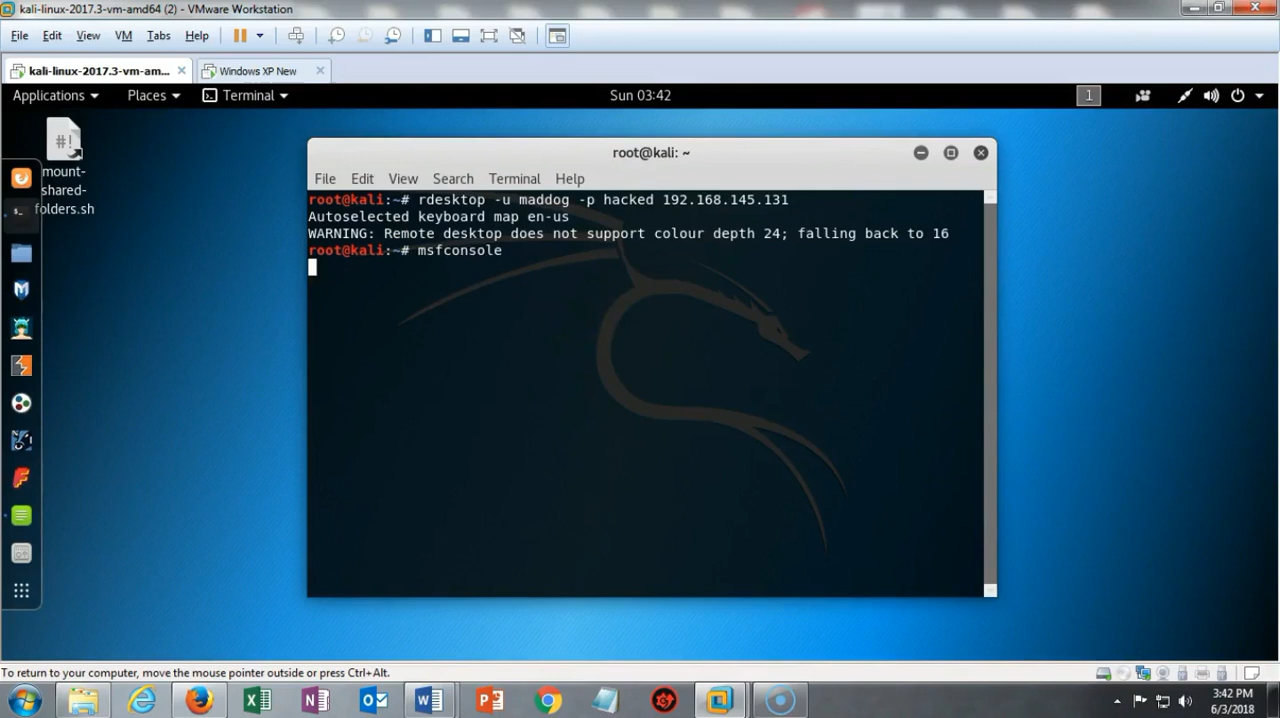 kali-linux-2017.3-vm-amd64 (2) - VMware Workstation
File Edit View VM Tabs Help
kali-linux-2017.3-vm-am... Windows XP New
Applications Places Terminal Sun 03:42 1
#!
mount-
shared-
folders.sh
root@kali: ~
File Edit View Search Terminal Help
root@kali:~# rdesktop -u maddog -p hacked 192.168.145.131
Autoselected keyboard map en-us
WARNING: Remote desktop does not support colour depth 24; falling back to 16
root@kali:~# msfconsole
To return to your computer, move the mouse pointer outside or press Ctrl+Alt.
3:42 PM
6/3/2018